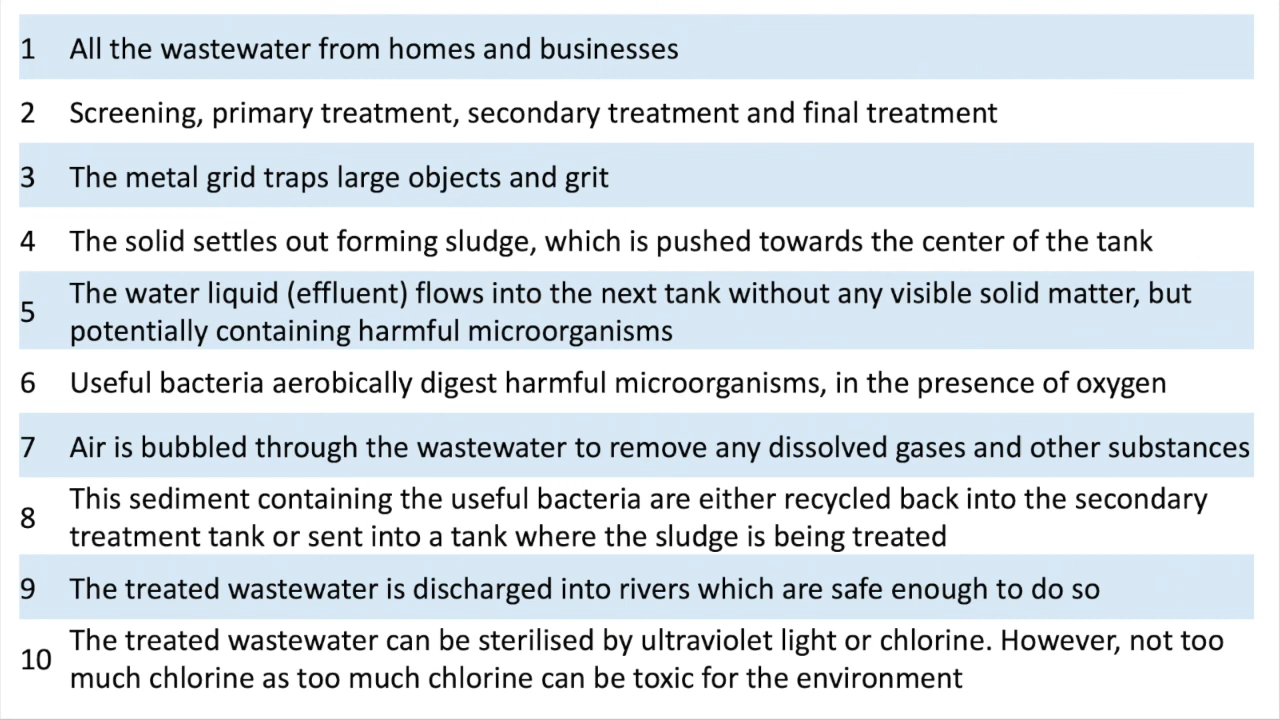 1 All the wastewater from homes and businesses
2 Screening, primary treatment, secondary treatment and final treatment
3 The metal grid traps large objects and grit
4 The solid settles out forming sludge, which is pushed towards the center of the tank
5 The water liquid (effluent) flows into the next tank without any visible solid matter, but
potentially containing harmful microorganisms
6 Useful bacteria aerobically digest harmful microorganisms, in the presence of oxygen
7 Air is bubbled through the wastewater to remove any dissolved gases and other substances
8 This sediment containing the useful bacteria are either recycled back into the secondary
treatment tank or sent into a tank where the sludge is being treated
9 The treated wastewater is discharged into rivers which are safe enough to do so
10 The treated wastewater can be sterilised by ultraviolet light or chlorine. However, not too
much chlorine as too much chlorine can be toxic for the environment